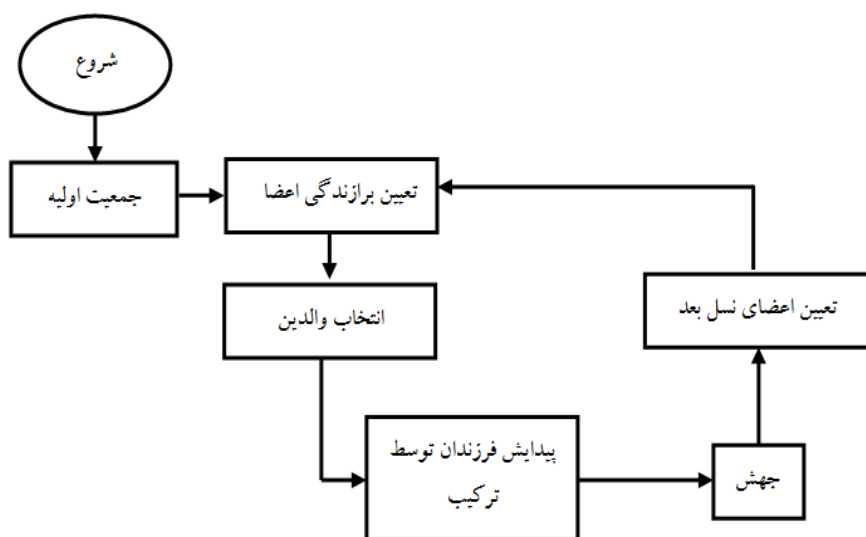 شروع
جمعیت اولیه
تعیین برازندگی اعضا
انتخاب والدین
پیدایش فرزندان توسط
ترکیب
جهش
تعیین اعضای نسل بعد